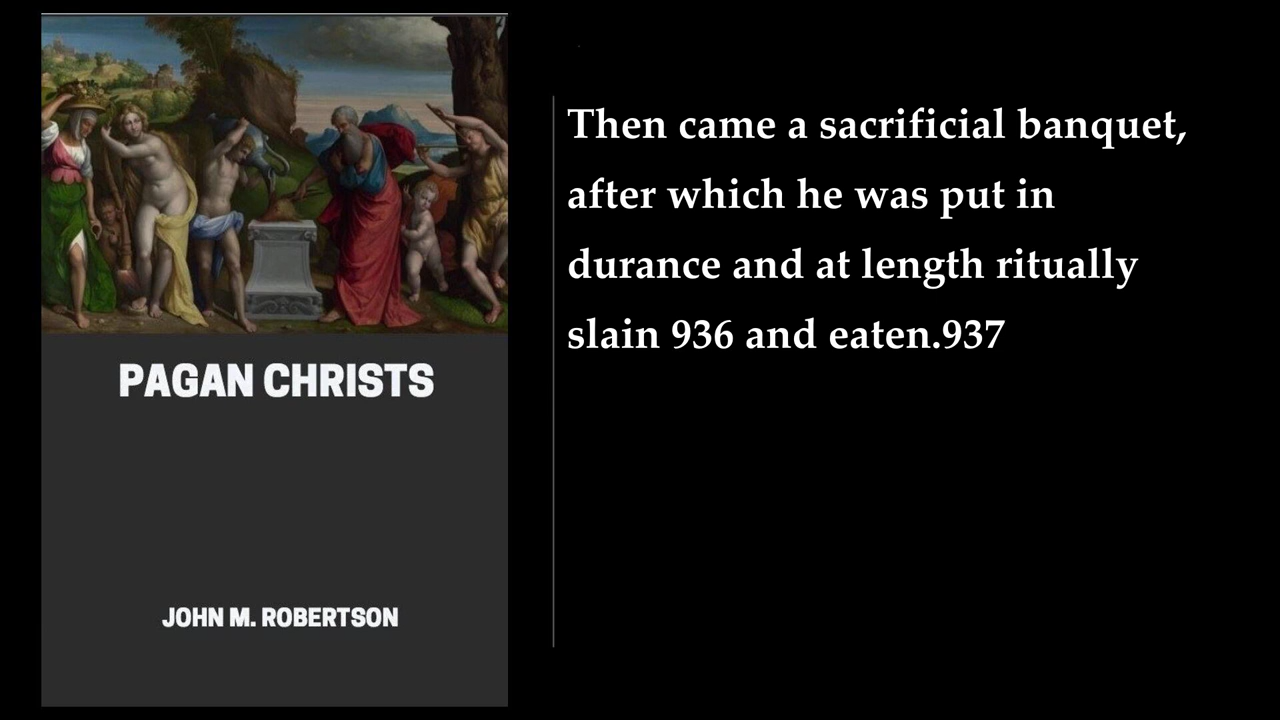 PAGAN CHRISTS
JOHN M. ROBERTSON
Then came a sacrificial banquet,
after which he was put in
durance and at length ritually
slain 936 and eaten.937